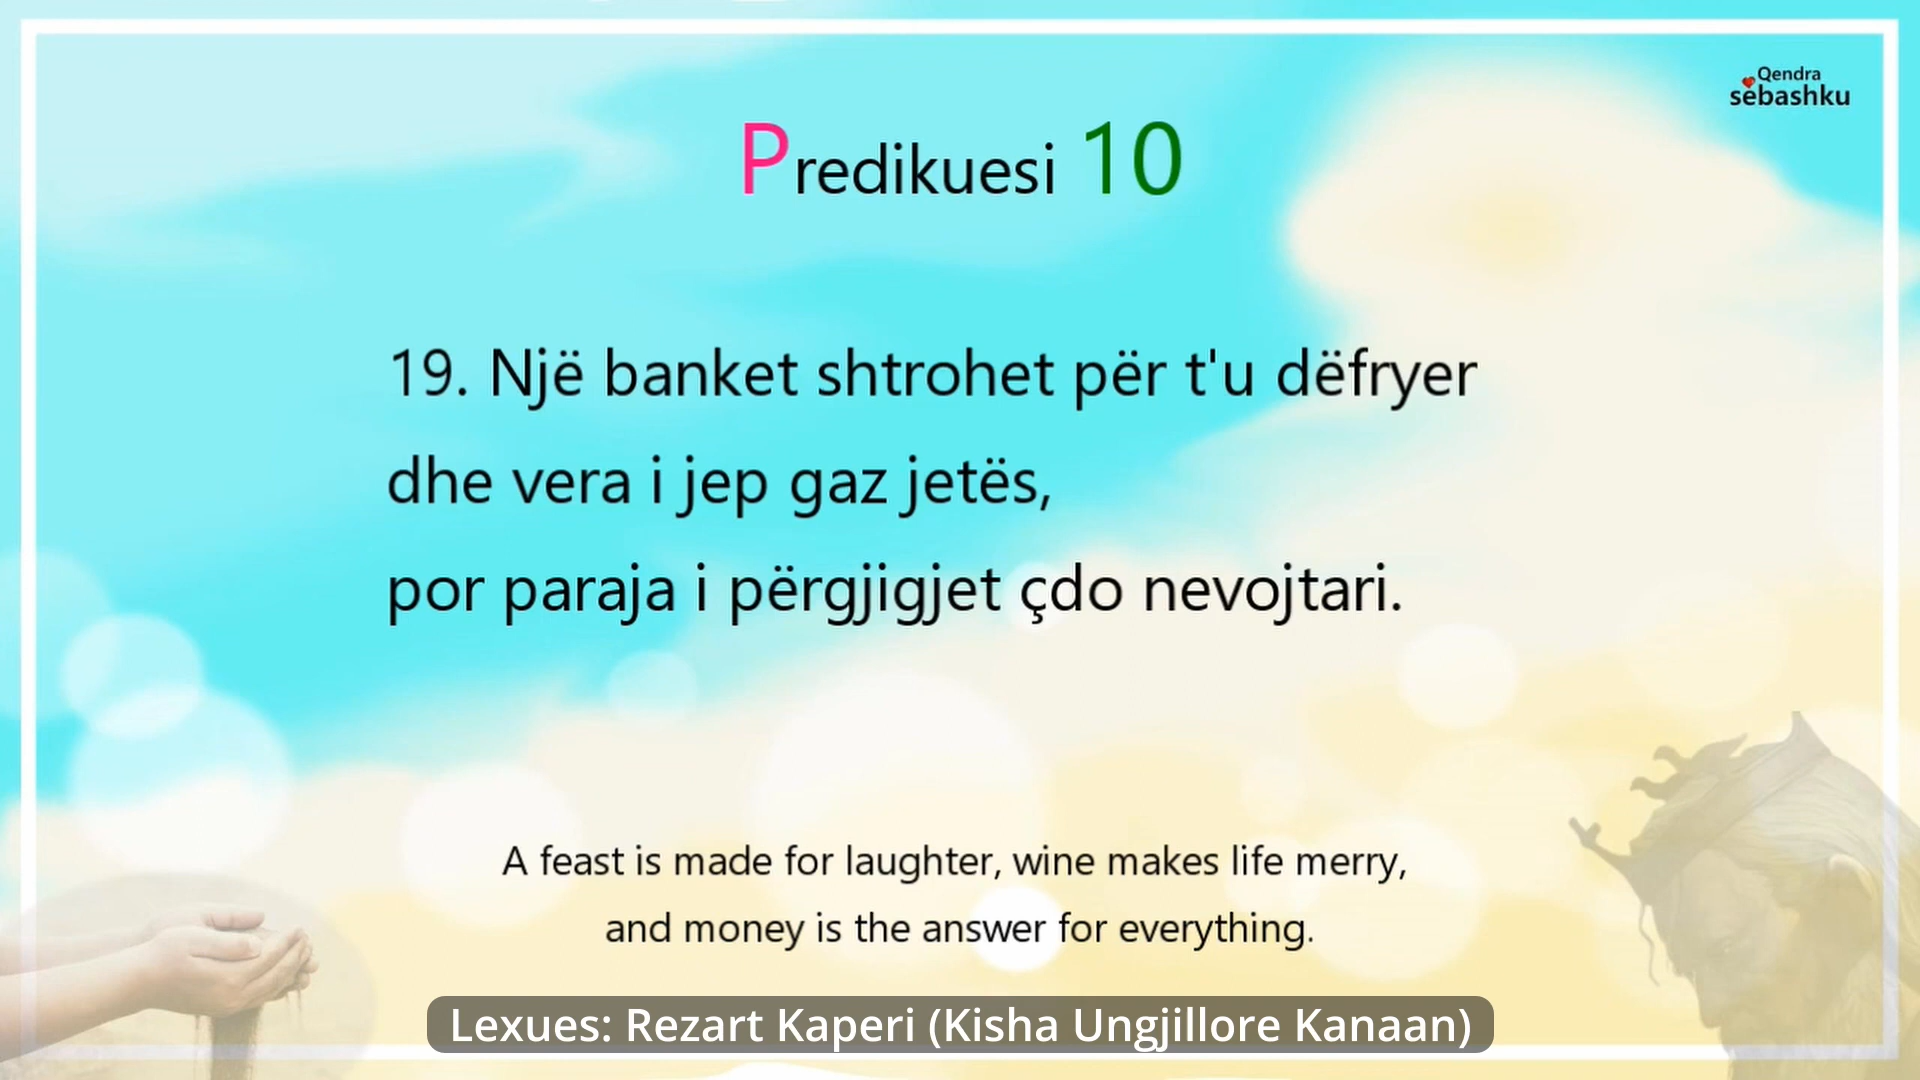 Qendra
sëbashku
Predikuesi 10
19. Një banket shtrohet për t'u dëfryer
dhe vera i jep gaz jetës,
por paraja i përgjigjet çdo nevojtari.
A feast is made for laughter, wine makes life merry,
and money is the answer for everything.
Lexues: Rezart Kaperi (Kisha Ungjillore Kanaan)